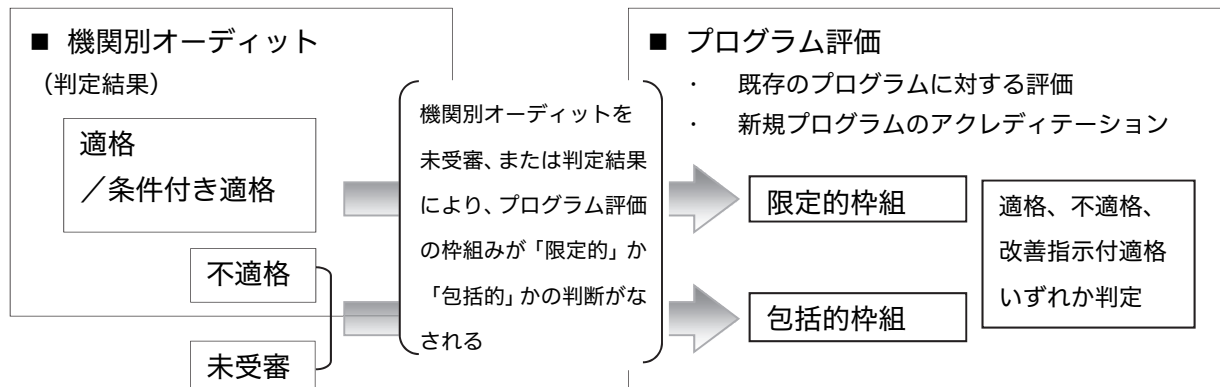 ■ 機関別オーディット
（判定結果）
適格
／条件付き適格
不適格
未受審
機関別オーディットを
未受審、または判定結果
により、プログラム評価
の枠組みが「限定的」か
「包括的」かの判断がな
される
■ プログラム評価
・ 既存のプログラムに対する評価
・ 新規プログラムのアクレディテーション
限定的枠組
包括的枠組
適格、不適格、
改善指示付適格
いずれか判定